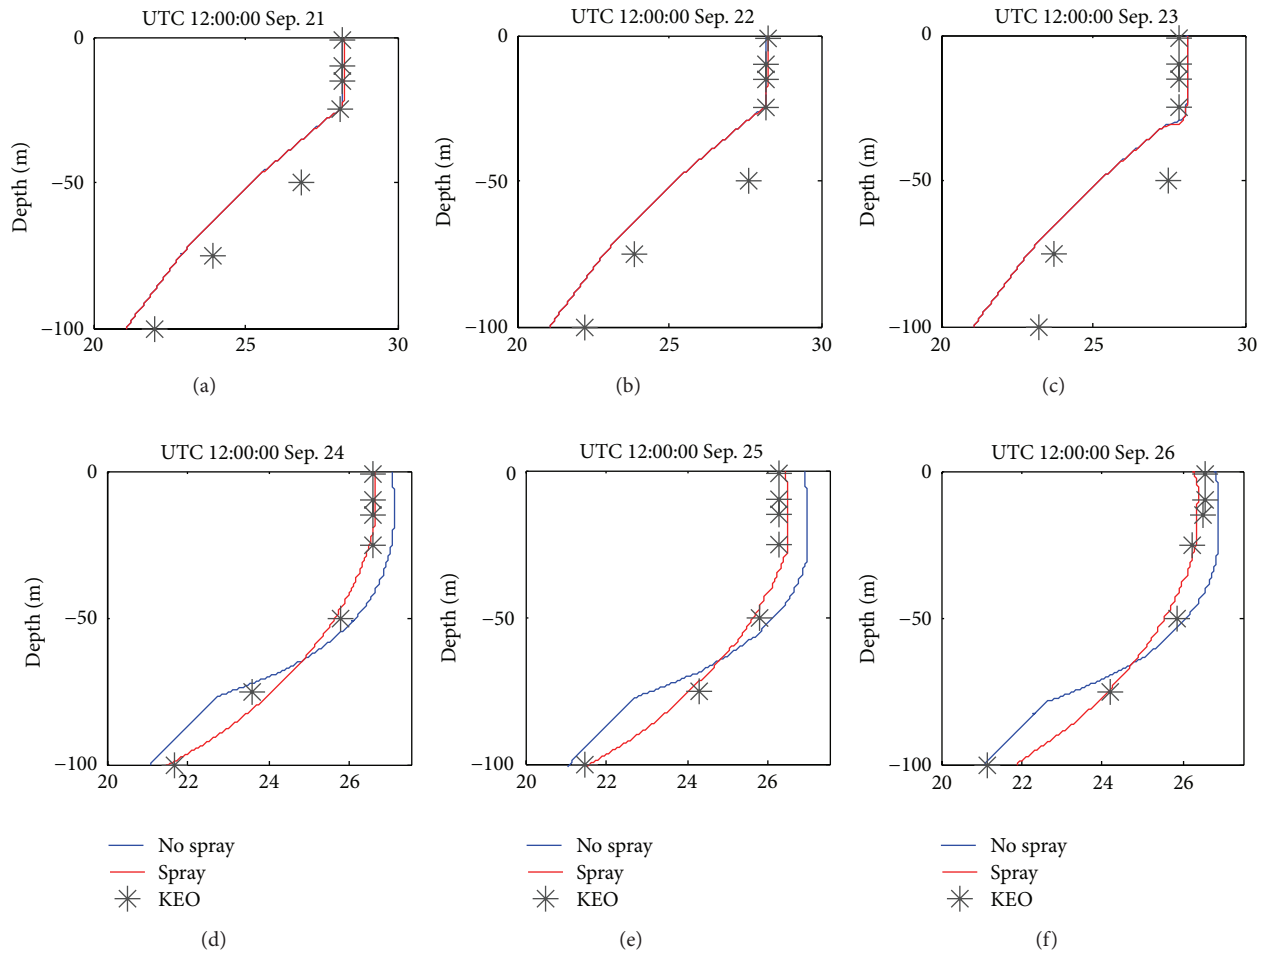 UTC 12:00:00 Sep. 21
UTC 12:00:00 Sep. 22
UTC 12:00:00 Sep. 23
0
−50
−100
Depth (m)
20
25
30
0
−50
−100
Depth (m)
20
25
30
0
−50
−100
Depth (m)
20
25
30
(a)
(b)
(c)
UTC 12:00:00 Sep. 24
UTC 12:00:00 Sep. 25
UTC 12:00:00 Sep. 26
0
−50
−100
Depth (m)
20
22
24
26
0
−50
−100
Depth (m)
20
22
24
26
0
−50
−100
Depth (m)
20
22
24
26
No spray
Spray
KEO
No spray
Spray
KEO
No spray
Spray
KEO
(d)
(e)
(f)